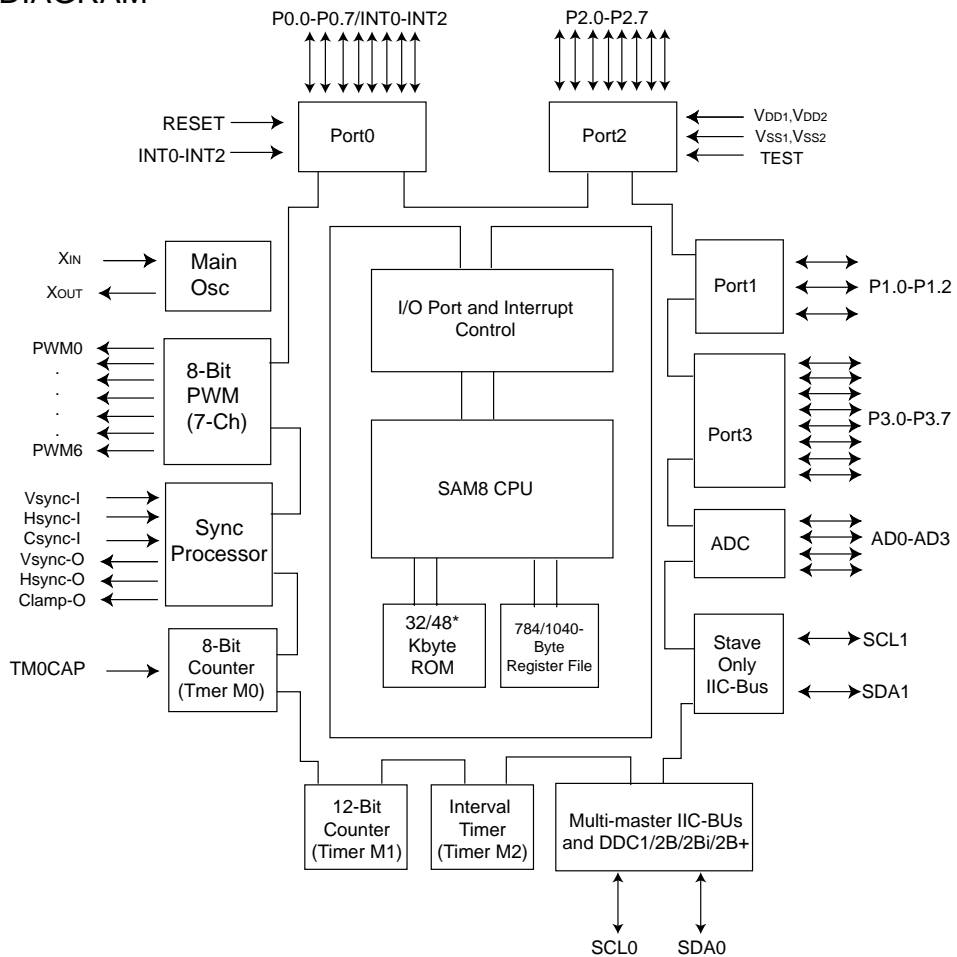 DIAGRAM
P0.0-P0.7/INT0-INT2
P2.0-P2.7
RESET
INT0-INT2
Port0
Port2
VDD1,VDD2
VSS1,VSS2
TEST
XIN
XOUT
Main
Osc
I/O Port and Interrupt
Control
Port1
P1.0-P1.2
PWM0
.
.
.
.
.
PWM6
8-Bit
PWM
(7-Ch)
Port3
P3.0-P3.7
SAM8 CPU
Vsync-I
Hsync-I
Csync-I
Vsync-O
Hsync-O
Clamp-O
Sync
Processor
ADC
AD0-AD3
32/48*
Kbyte
ROM
784/1040-
Byte
Register File
TM0CAP
8-Bit
Counter
(Tmer M0)
Stave
Only
IIC-Bus
SCL1
SDA1
12-Bit
Counter
(Timer M1)
Interval
Timer
(Timer M2)
Multi-master IIC-BUs
and DDC1/2B/2Bi/2B+
SCL0
SDA0